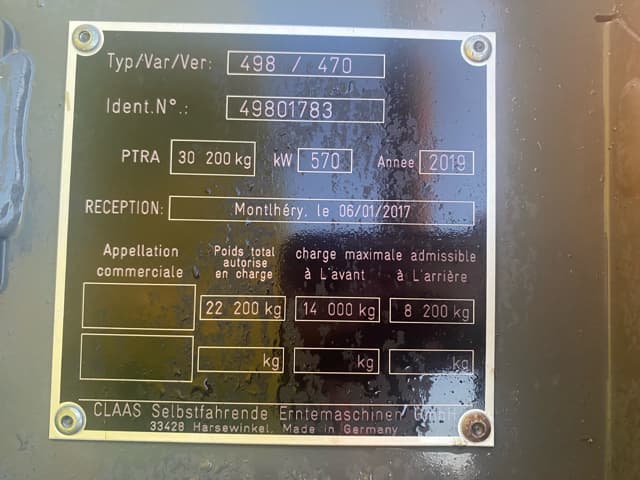 Typ/Var/Ver: 498 / 470
Ident.N°.: 49801783
PTRA 30 200 kg kW 570 Annee 2019
RECEPTION: Montlhéry, le 06/01/2017
Appellation commerciale
Poids total autorise en charge
charge maximale admissible
à L'avant à L'arrière
22 200 kg 14 000 kg 8 200 kg
kg kg kg
CLAAS Selbstfahrende Erntemaschinen GmbH
33428 Harsewinkel. Made in Germany